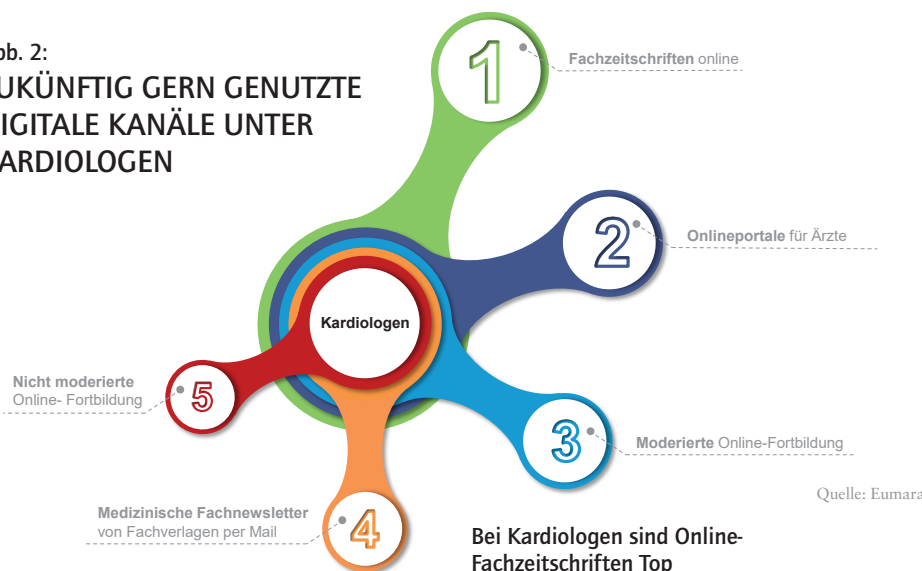 bb. 2:
UKÜNFTIG GERN GENUTZTE
IGITALE KANÄLE UNTER
ARDIOLOGEN
1
Fachzeitschriften online
2
Onlineportale für Ärzte
Kardiologen
Nicht moderierte
Online- Fortbildung
5
3
Moderierte Online-Fortbildung
Quelle: Eumara
Medizinische Fachnewsletter
von Fachverlagen per Mail
4
Bei Kardiologen sind Online-
Fachzeitschriften Top